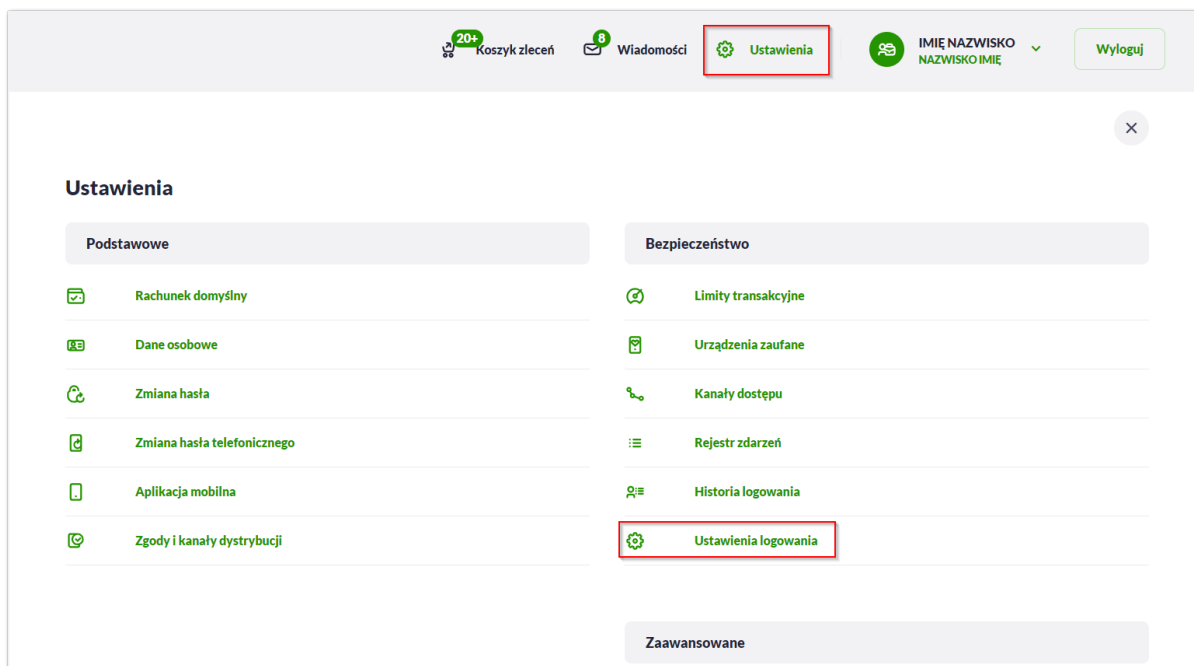 20+
Koszyk zleceń
8
Wiadomości
Ustawienia
IMIĘ NAZWISKO
NAZWISKO IMIĘ
Wyloguj
Ustawienia
Podstawowe
Rachunek domyślny
Dane osobowe
Zmiana hasła
Zmiana hasła telefonicznego
Aplikacja mobilna
Zgody i kanały dystrybucji
Bezpieczeństwo
Limity transakcyjne
Urządzenia zaufane
Kanały dostępu
Rejestr zdarzeń
Historia logowania
Ustawienia logowania
Zaawansowane